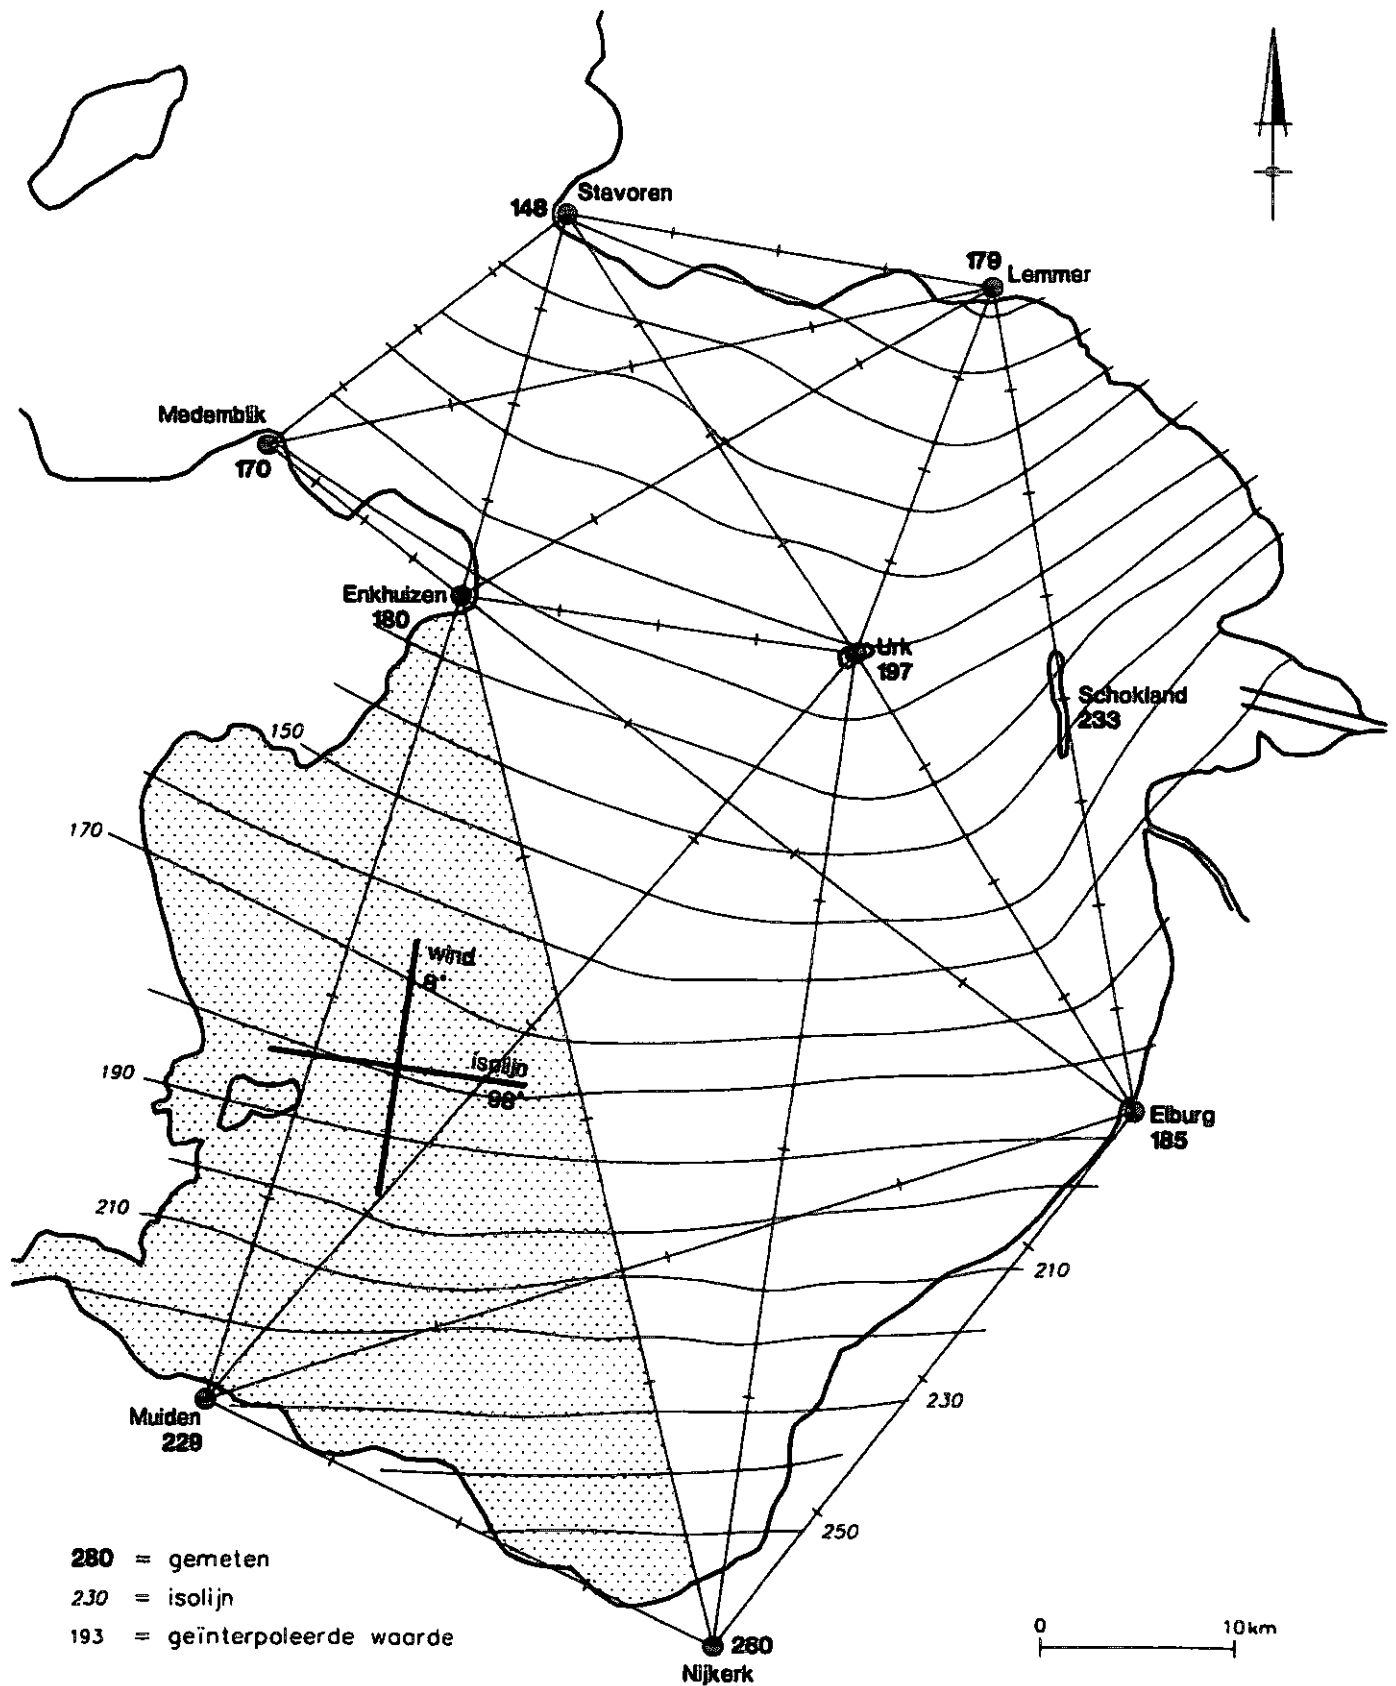 Stavoren
148
179
Lemmer
Medemblik
170
Enkhuizen
180
Urk
197
Schokland
233
150
170
wind
8°
isolijn
98°
190
Elburg
185
210
210
230
Muiden
229
250
280 = gemeten
230 = isolijn
193 = geïnterpoleerde waarde
280
Nijkerk
0 10km